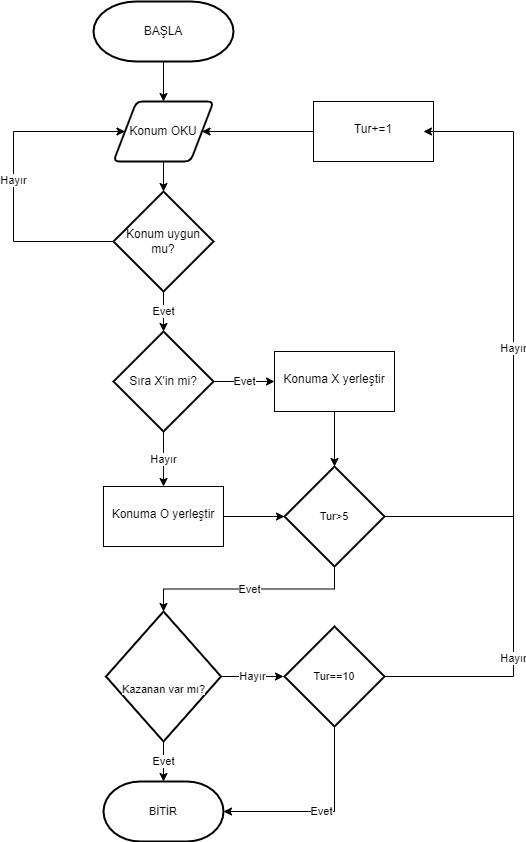 BAŞLA
Konum OKU
Tur+=1
Hayır
Konum uygun
mu?
Evet
Hayır
Sıra X'in mi?
Evet
Konuma X yerleştir
Hayır
Konuma O yerleştir
Tur>5
Evet
Kazanan var mı?
Hayır
Tur==10
Hayır
Evet
BİTİR
Evet